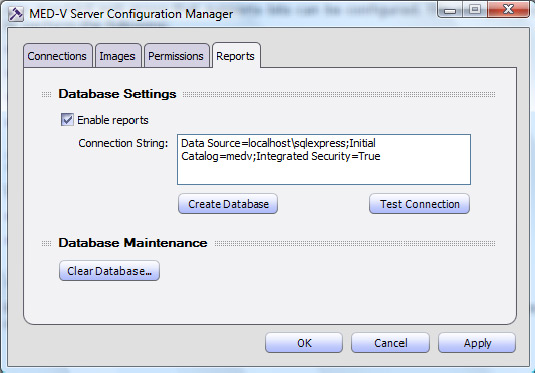 MED-V Server Configuration Manager
Connections Images Permissions Reports
Database Settings
Enable reports
Connection String: Data Source=localhost\sqlexpress;Initial
Catalog=medv;Integrated Security=True
Create Database Test Connection
Database Maintenance
Clear Database...
OK Cancel Apply